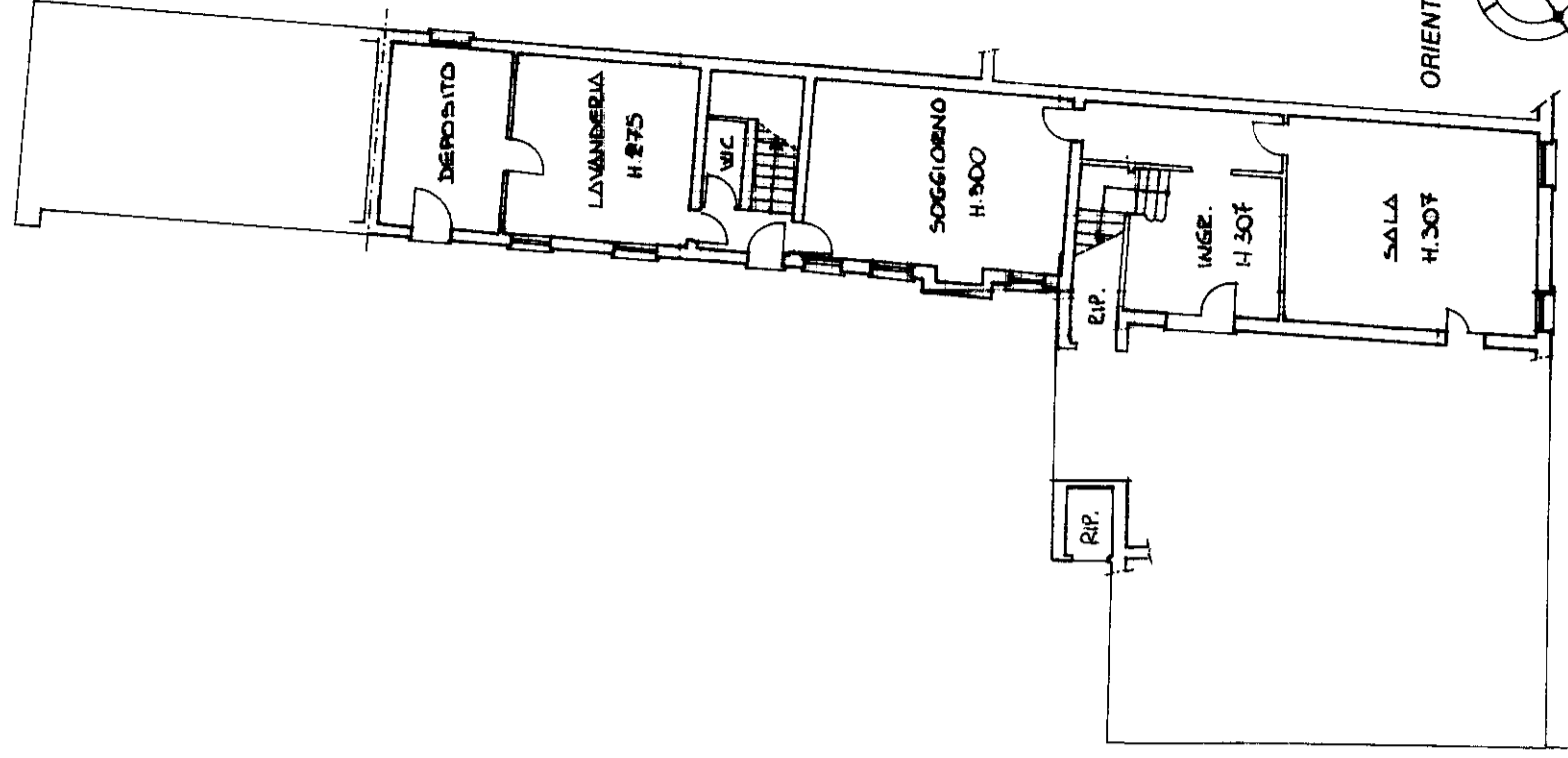 DEPOSITO
LAVANDERIA
H.275
WC
SOGGIORNO
H.300
RIP.
INGR.
H 307
SALA
H.307
RIP.
ORIENT